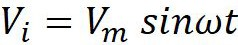 Vᵢ = Vₘ sinωt